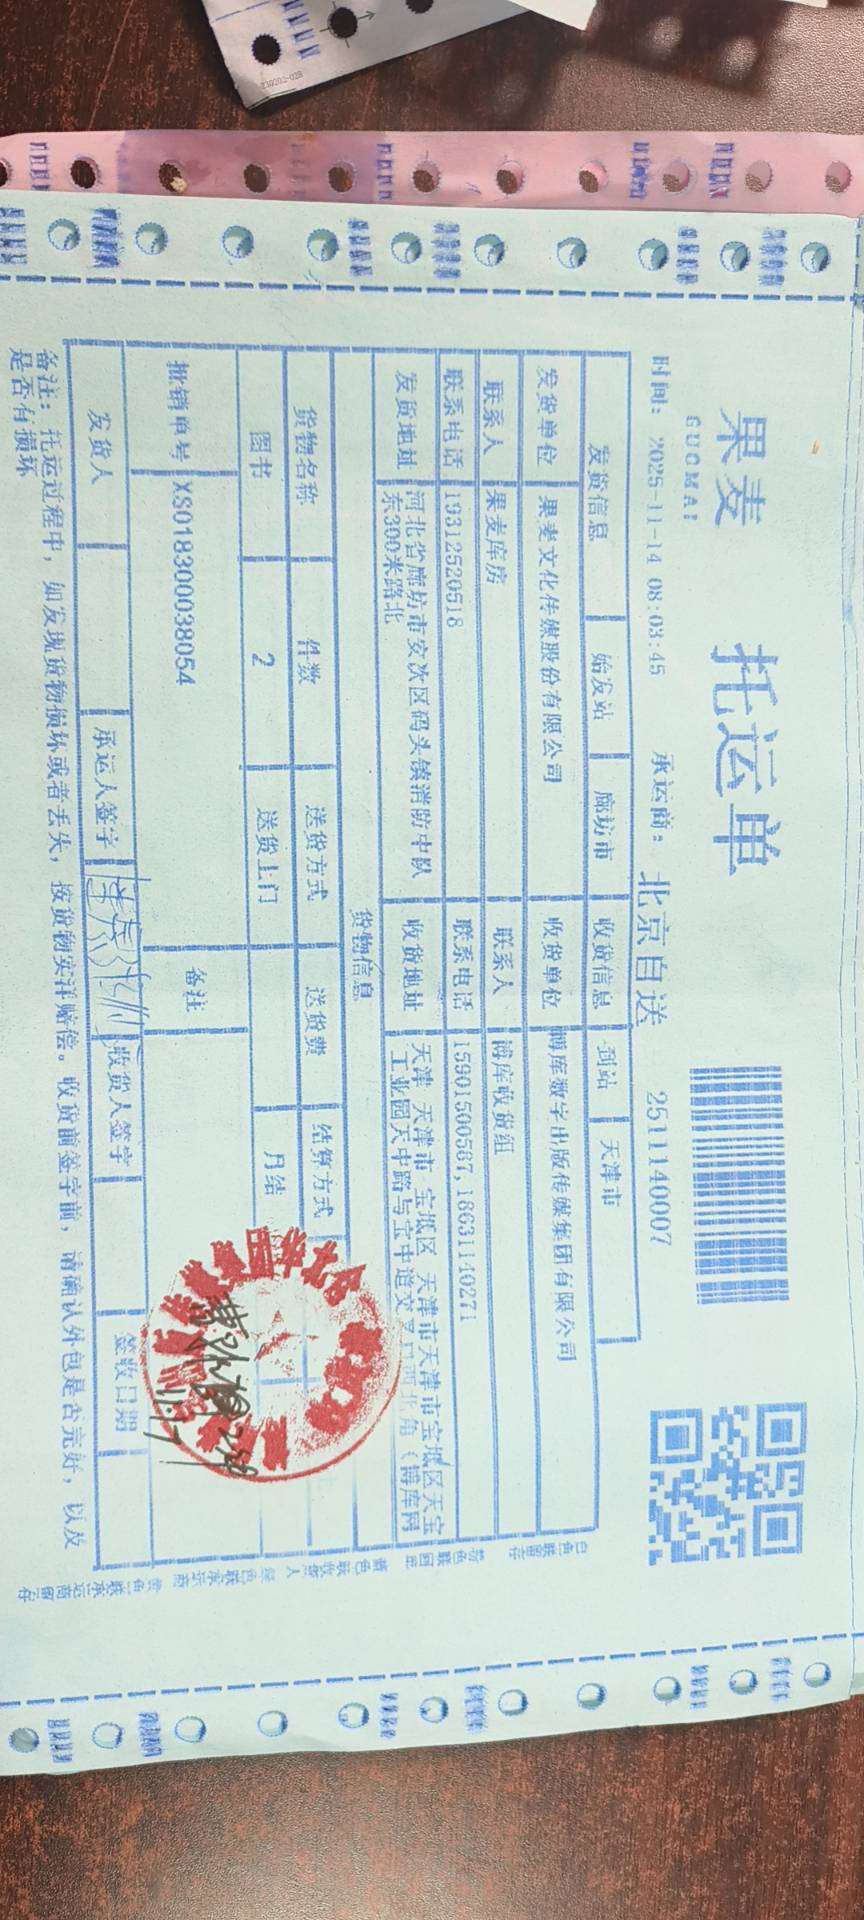 果麦 托运单
GUOMAI
时间: 2025-11-14 08:03:45 承运商: 北京自送 2511140007
发货信息 始发站 廊坊市 收货信息 到站 天津市
发货单位 果麦文化传媒股份有限公司 收货单位 博库数字出版传媒集团有限公司
联系人 果麦库房 联系人 博库收货组
联系电话 19312520518 联系电话 15901500587,18631140271
发货地址 河北省廊坊市安次区码头镇消防中队 收货地址 天津 天津市 宝坻区 天津市天津市宝坻区天宝
东300米路北 工业园天中路与宝中道交叉口西北角(博库网
货物信息
货物名称 件数 送货方式 送货费 结算方式
图书 2 送货上门 月结
批销单号 XS018300038054 备注
发货人 承运人签字 收货人签字 签收日期
备注: 托运过程中, 如发现货物损坏或者丢失, 按货物实洋赔偿。收货前签字前, 请确认外包是否完好, 以及
是否有损坏
230202-02B